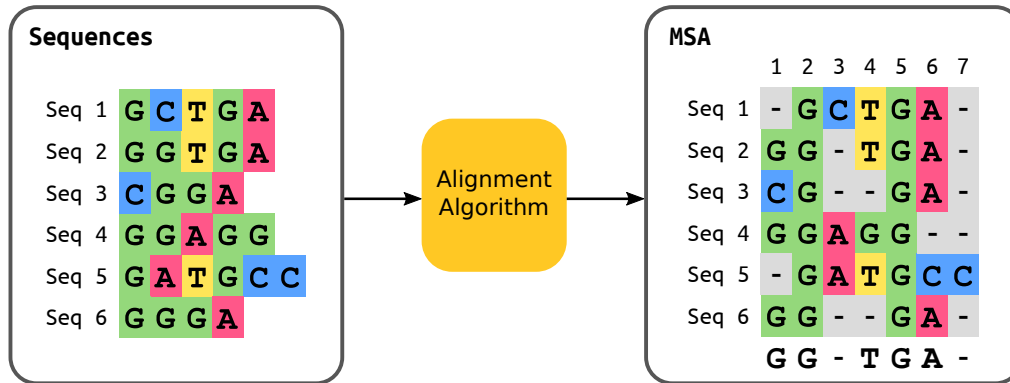 Sequences
Seq 1 G C T G A
Seq 2 G G T G A
Seq 3 C G G A
Seq 4 G G A G G
Seq 5 G A T G C C
Seq 6 G G G A
Alignment
Algorithm
MSA
1 2 3 4 5 6 7
Seq 1 - G C T G A -
Seq 2 G G - T G A -
Seq 3 C G - - G A -
Seq 4 G G A G G - -
Seq 5 - G A T G C C
Seq 6 G G - - G A -
G G - T G A -